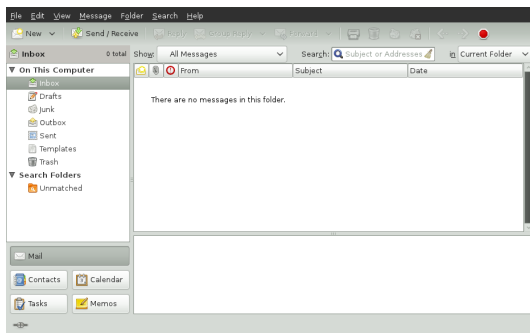 File Edit View Message Folder Search Help
New Send / Receive Reply Group Reply Forward
Inbox 0 total Show: All Messages Search: Subject or Addresses in Current Folder
On This Computer From Subject Date
Inbox
There are no messages in this folder.
Drafts
Junk
Outbox
Sent
Templates
Trash
Search Folders
Unmatched
Mail
Contacts Calendar
Tasks Memos